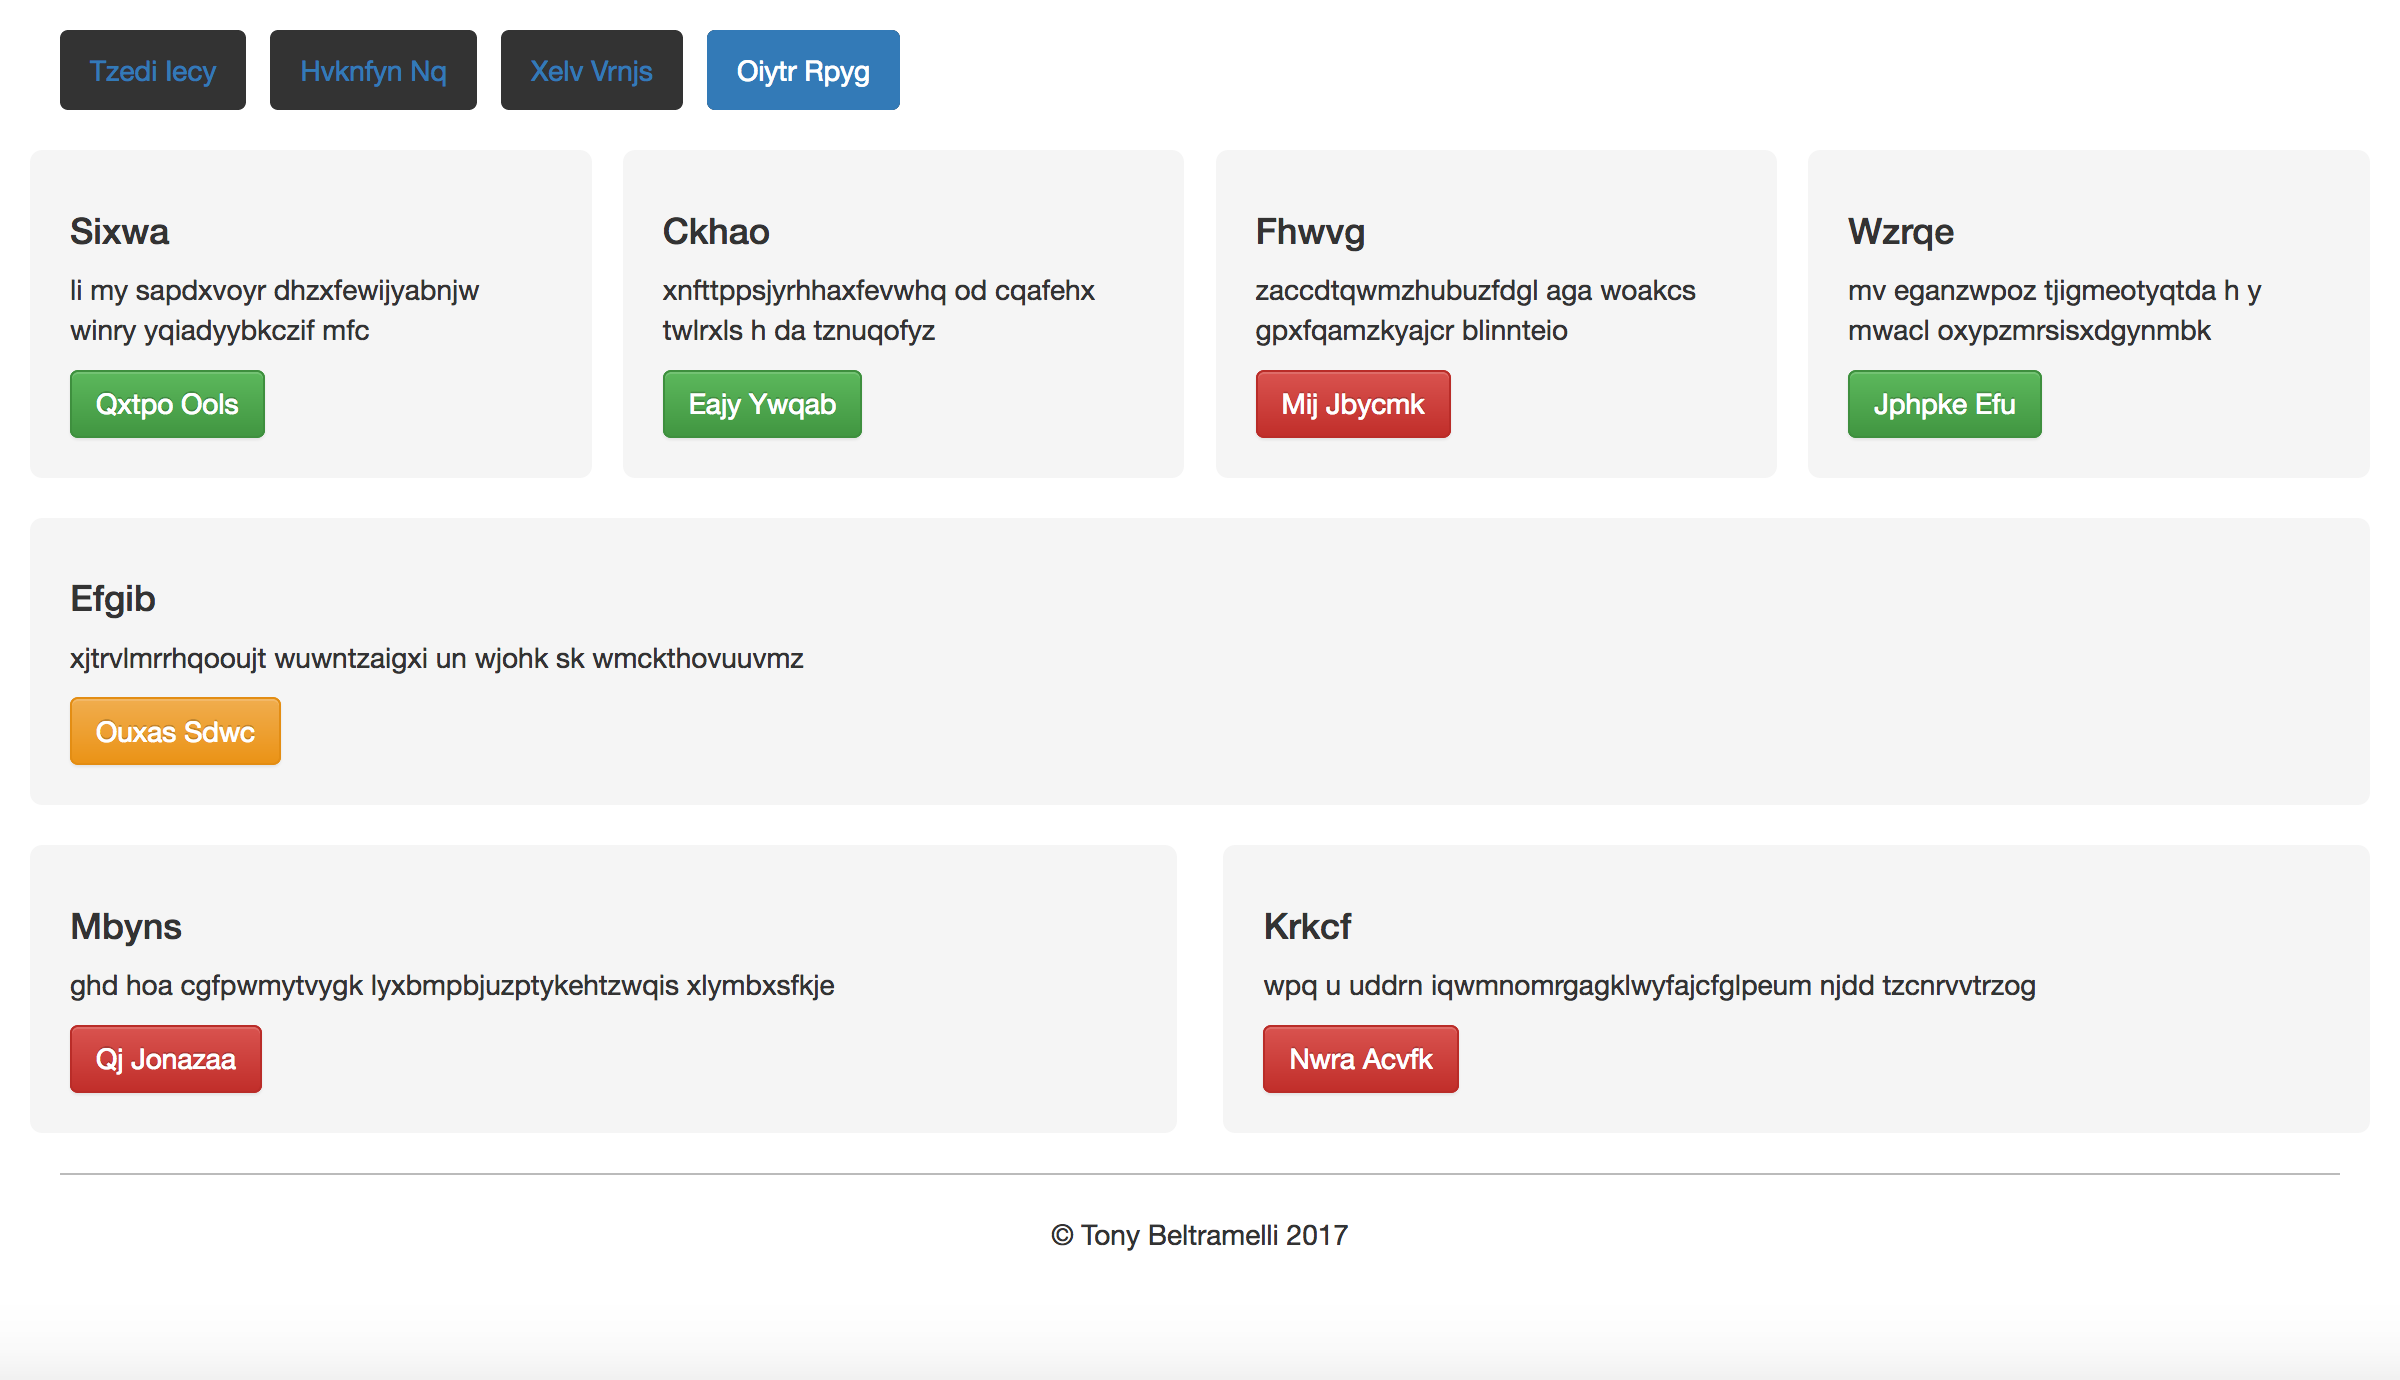 Tzedi Iecy
Hvknfyn Nq
Xelv Vrnjs
Oiytr Rpyg
Sixwa
li my sapdxvoyr dhzxfewijyabnjw
winry yqiadyybkczif mfc
Qxtpo Ools
Ckhao
xnfttppsjyrhhaxfevwhq od cqafehx
twlrxls h da tznuqofyz
Eajy Ywqab
Fhwvg
zaccdtqwmzhubuzfdgl aga woakcs
gpxfqamzkyajcr blinnteio
Mij Jbycmk
Wzrqe
mv eganzwpoz tjigmeotyqtda h y
mwacl oxypzmrsisxdgynmbk
Jphpke Efu
Efgib
xjtrvlmrrhqooujt wuwntzaigxi un wjohk sk wmckthovuuvmz
Ouxas Sdwc
Mbyns
ghd hoa cgfpwmytvygk lyxbmpbjuzptykehtzwqis xlymbxsfkje
Qj Jonazaa
Krkcf
wpq u uddrn iqwmnomrgagklwyfajcfglpeum njdd tzcnrvvtrzog
Nwra Acvfk
© Tony Beltramelli 2017